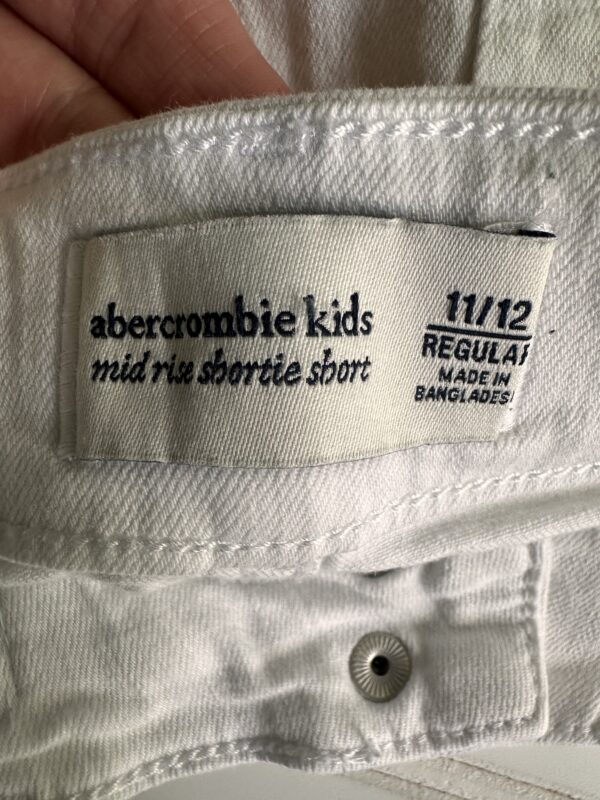 abercrombie kids
mid rise shortie short
11/12
REGULAR
MADE IN
BANGLADESH